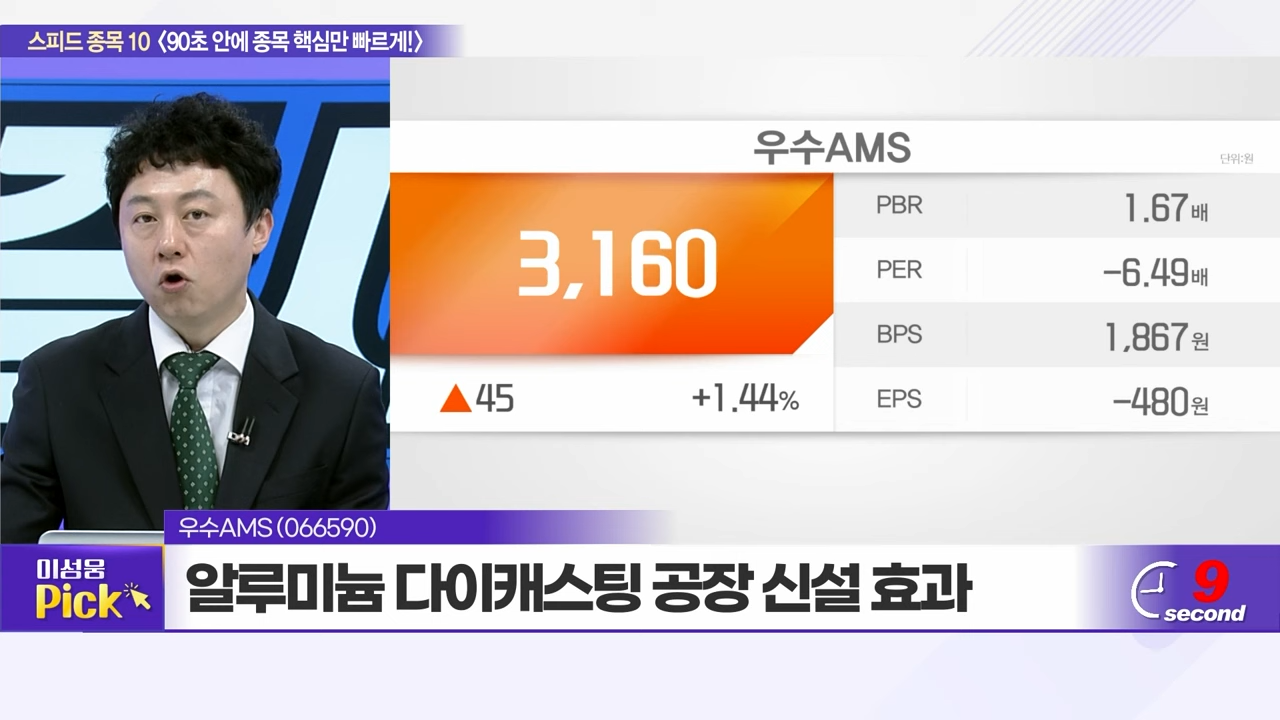 스피드 종목 10 〈90초 안에 종목 핵심만 빠르게!〉
우수AMS
단위:원
3,160
▲45 +1.44%
PBR 1.67배
PER -6.49배
BPS 1,867원
EPS -480원
우수AMS (066590)
이성웅
Pick
알루미늄 다이캐스팅 공장 신설 효과
9
second